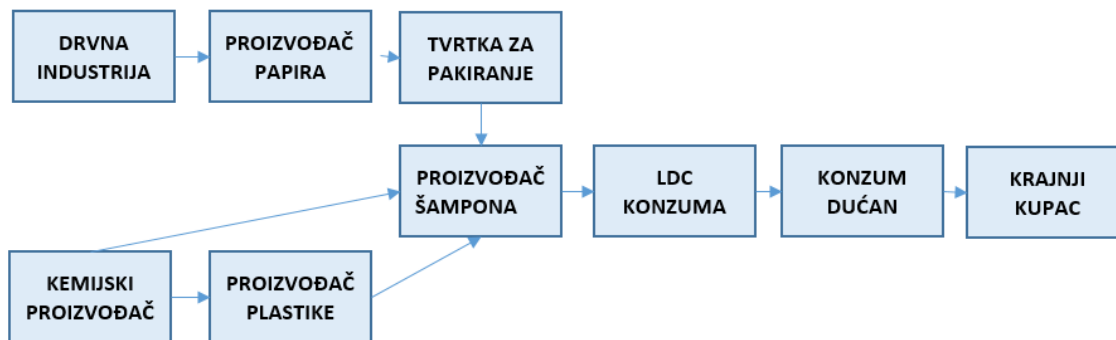 DRVNA
INDUSTRIJA
PROIZVOĐAČ
PAPIRA
TVRTKA ZA
PAKIRANJE
PROIZVOĐAČ
ŠAMPONA
LDC
KONZUMA
KONZUM
DUĆAN
KRAJNJI
KUPAC
KEMIJSKI
PROIZVOĐAČ
PROIZVOĐAČ
PLASTIKE